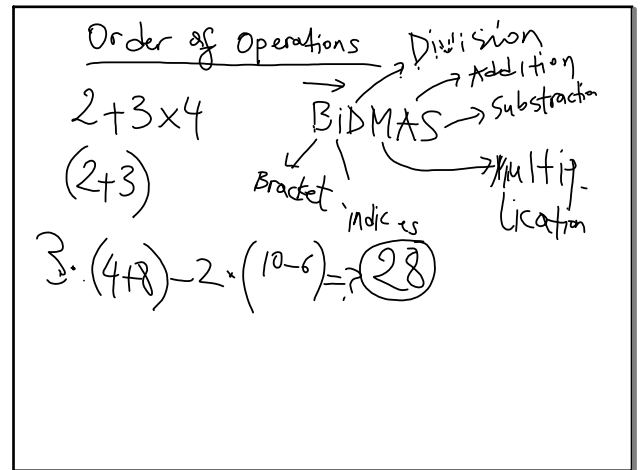 Order of Operations
Division
Addition
Substraction
2+3×4
BiDMAS
(2+3)
Bracket
indices
Multip-
lication
3·(4+8)-2·(10-6)=? 28